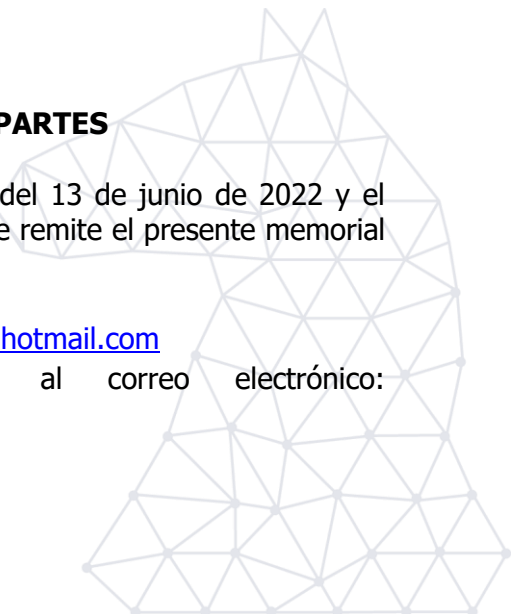 PARTES
del 13 de junio de 2022 y el
e remite el presente memorial
hotmail.com
al correo electrónico: